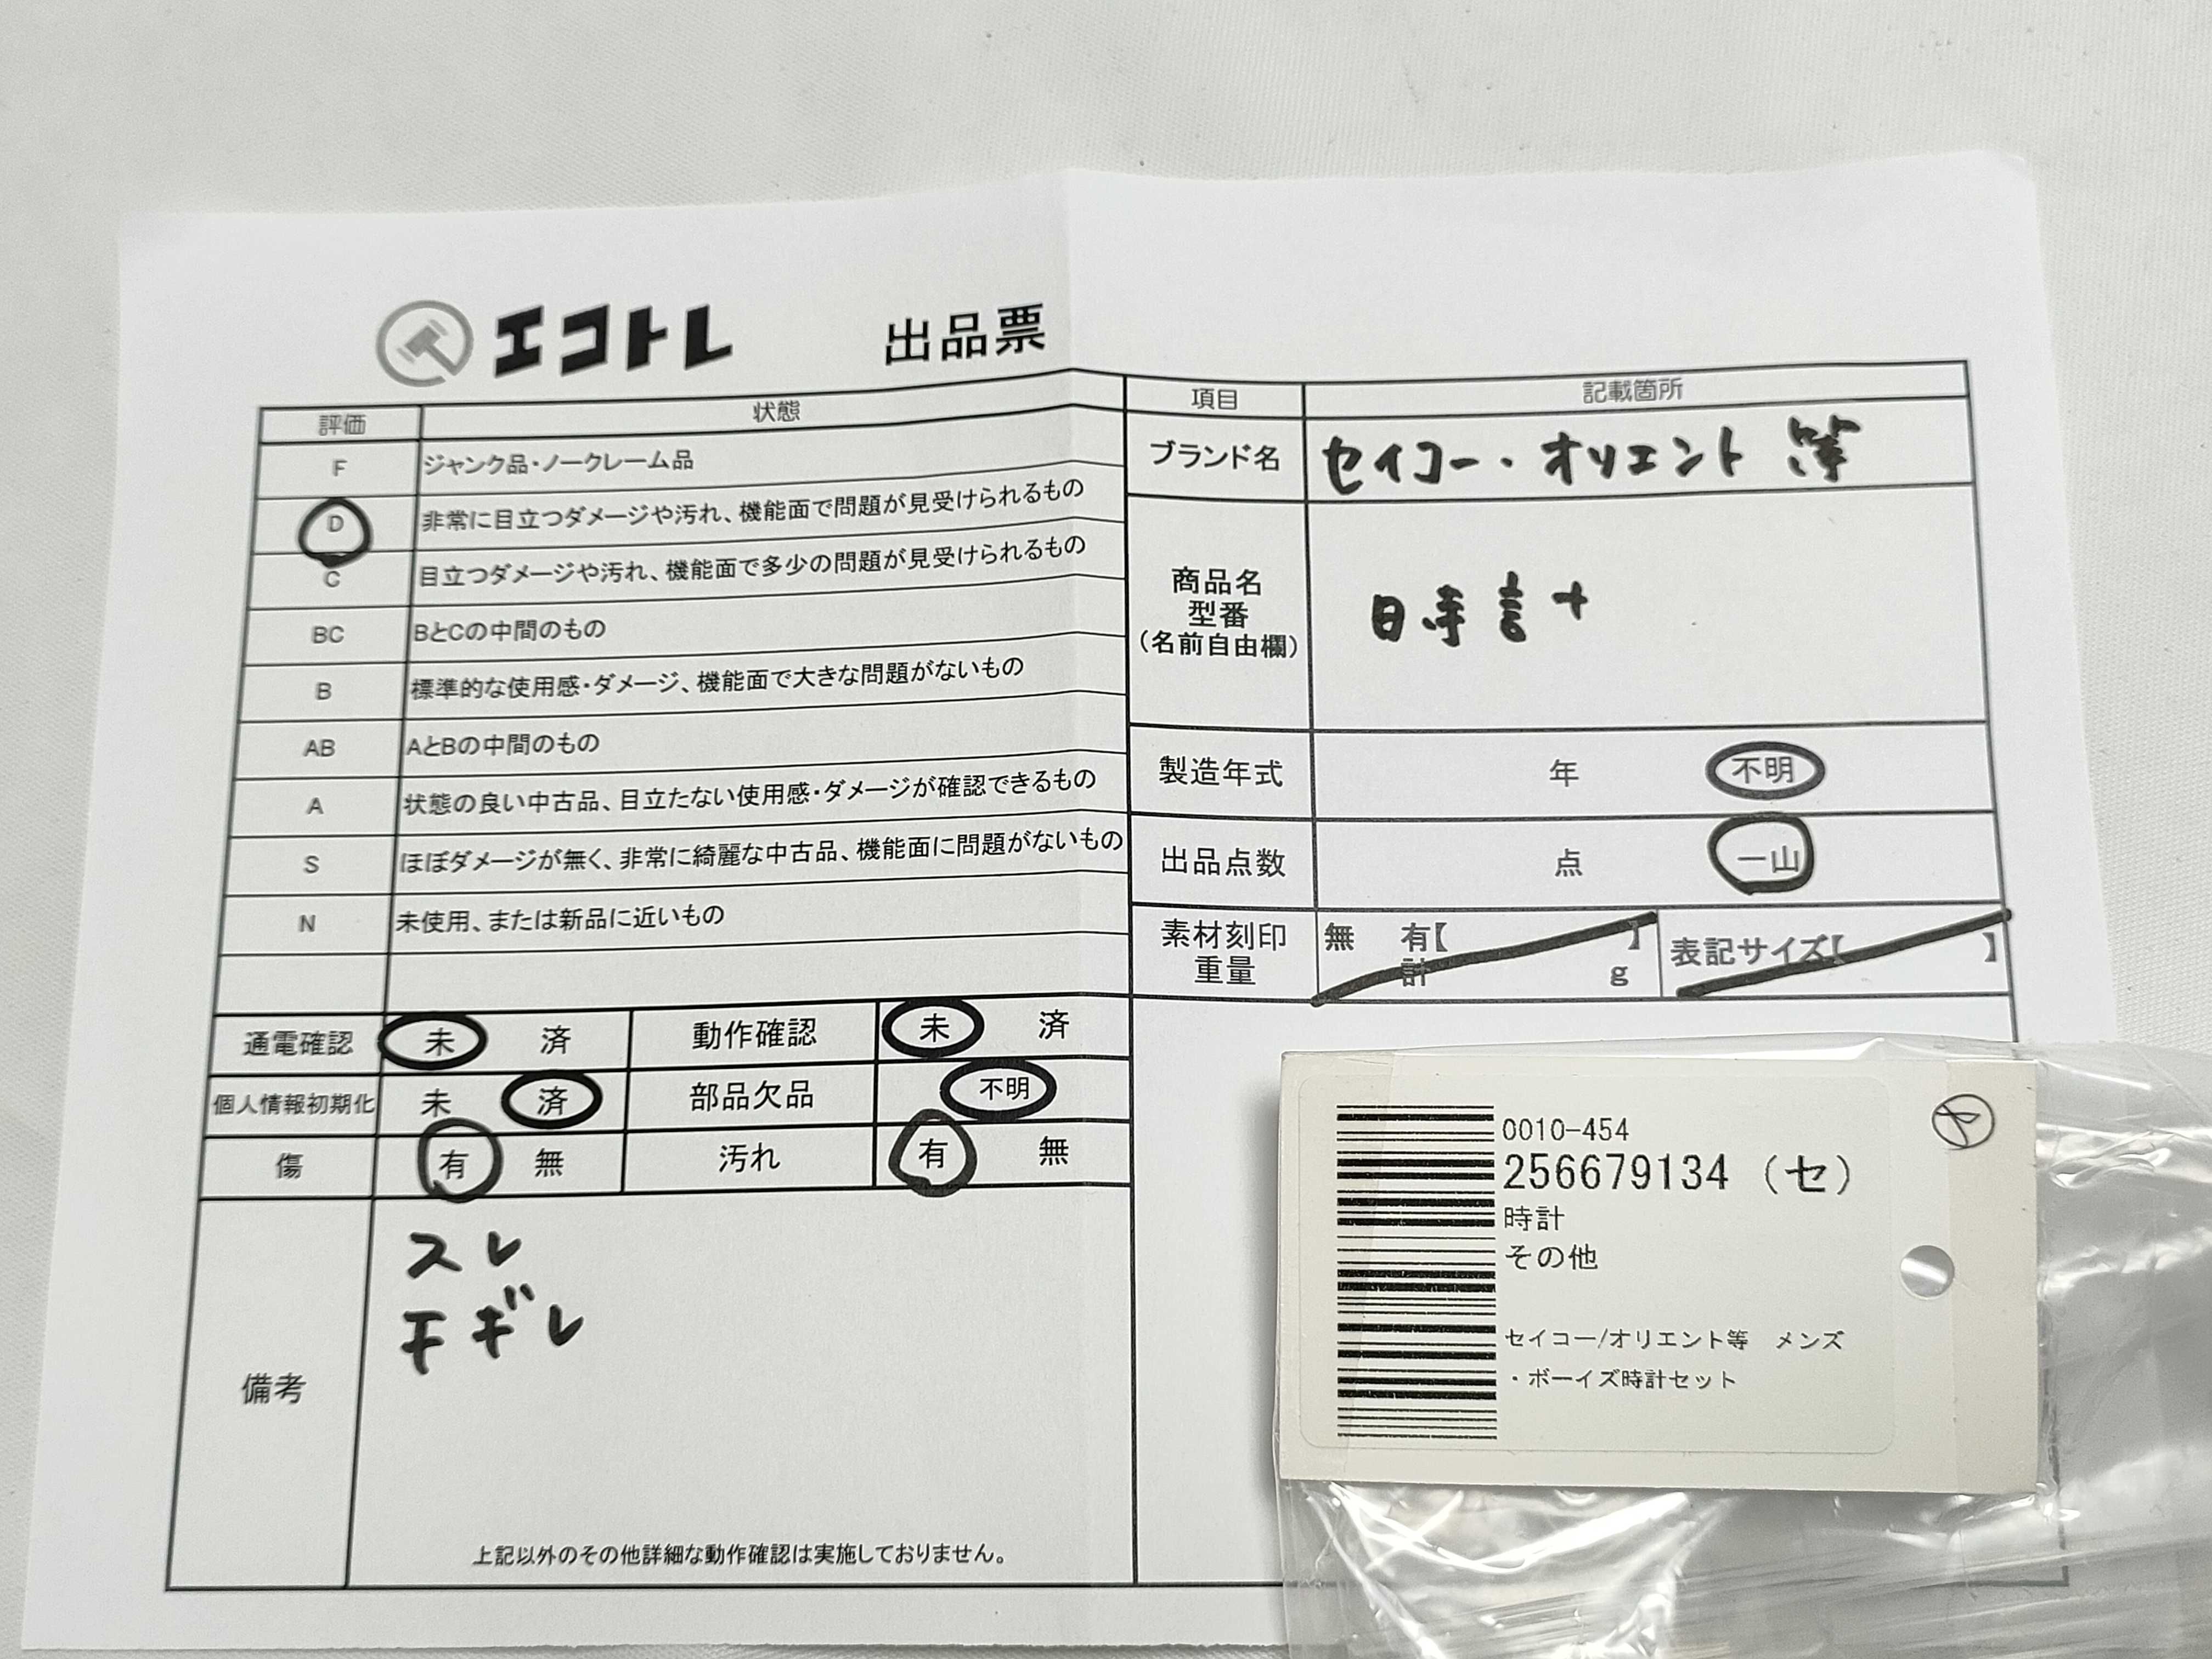 エコトレ 出品票
評価 状態
F ジャンク品・ノークレーム品
D 非常に目立つダメージや汚れ、機能面で問題が見受けられるもの
C 目立つダメージや汚れ、機能面で多少の問題が見受けられるもの
BC BとCの中間のもの
B 標準的な使用感・ダメージ、機能面で大きな問題がないもの
AB AとBの中間のもの
A 状態の良い中古品、目立たない使用感・ダメージが確認できるもの
S ほぼダメージが無く、非常に綺麗な中古品、機能面に問題がないもの
N 未使用、または新品に近いもの
通電確認 未 済 動作確認 未 済
個人情報初期化 未 済 部品欠品 不明
傷 有 無 汚れ 有 無
備考
スレ
上記以外のその他詳細な動作確認は実施しておりません。
項目 記載箇所
ブランド名 セイコー・オリエント 等
商品名
型番
(名前自由欄)
時計
製造年式 年 不明
出品点数 点 一山
素材刻印 無 有【 】 表記サイズ【 】
重量 計 g
0010-454
256679134 (セ)
時計
その他
セイコー/オリエント等 メンズ
・ボーイズ時計セット